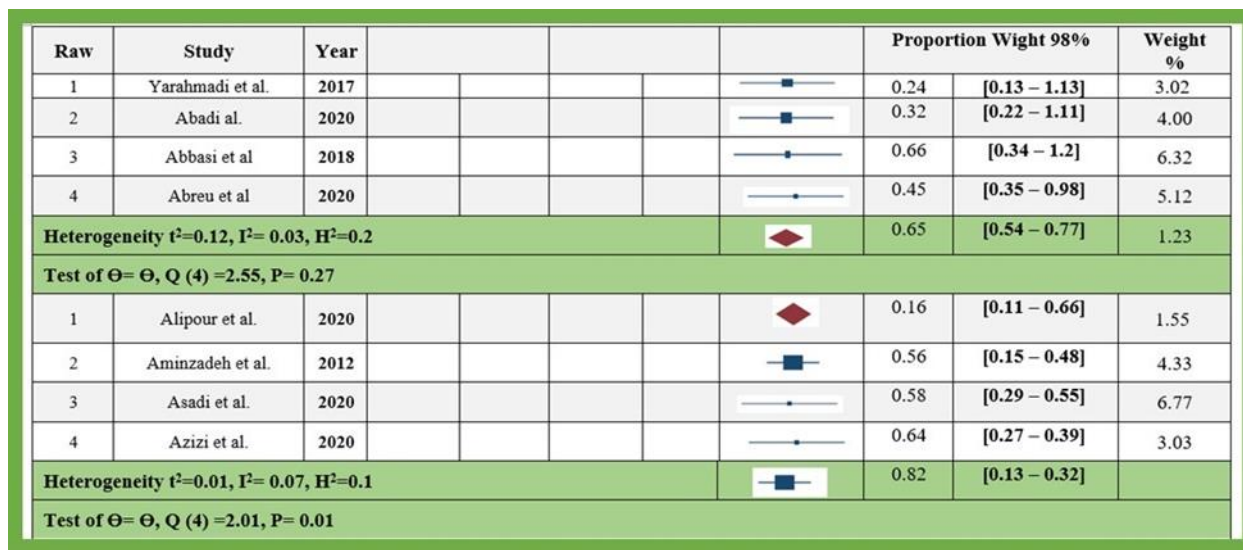 Raw Study Year Proportion Wight 98% Weight %
1 Yarahmadi et al. 2017 0.24 [0.13 – 1.13] 3.02
2 Abadi al. 2020 0.32 [0.22 – 1.11] 4.00
3 Abbasi et al 2018 0.66 [0.34 – 1.2] 6.32
4 Abreu et al 2020 0.45 [0.35 – 0.98] 5.12
Heterogeneity t²=0.12, I²= 0.03, H²=0.2 0.65 [0.54 – 0.77] 1.23
Test of Ɵ= Ɵ, Q (4) =2.55, P= 0.27
1 Alipour et al. 2020 0.16 [0.11 – 0.66] 1.55
2 Aminzadeh et al. 2012 0.56 [0.15 – 0.48] 4.33
3 Asadi et al. 2020 0.58 [0.29 – 0.55] 6.77
4 Azizi et al. 2020 0.64 [0.27 – 0.39] 3.03
Heterogeneity t²=0.01, I²= 0.07, H²=0.1 0.82 [0.13 – 0.32]
Test of Ɵ= Ɵ, Q (4) =2.01, P= 0.01